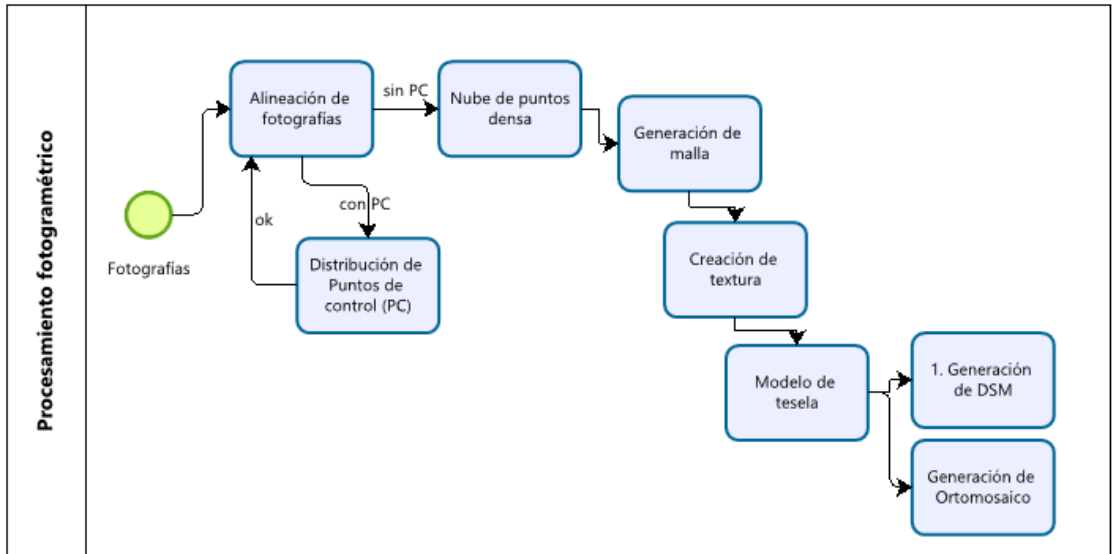 Procesamiento fotogramétrico
Fotografías
Alineación de
fotografías
sin PC
Nube de puntos
densa
Generación de
malla
con PC
ok
Distribución de
Puntos de
control (PC)
Creación de
textura
Modelo de
tesela
1. Generación
de DSM
Generación de
Ortomosaico